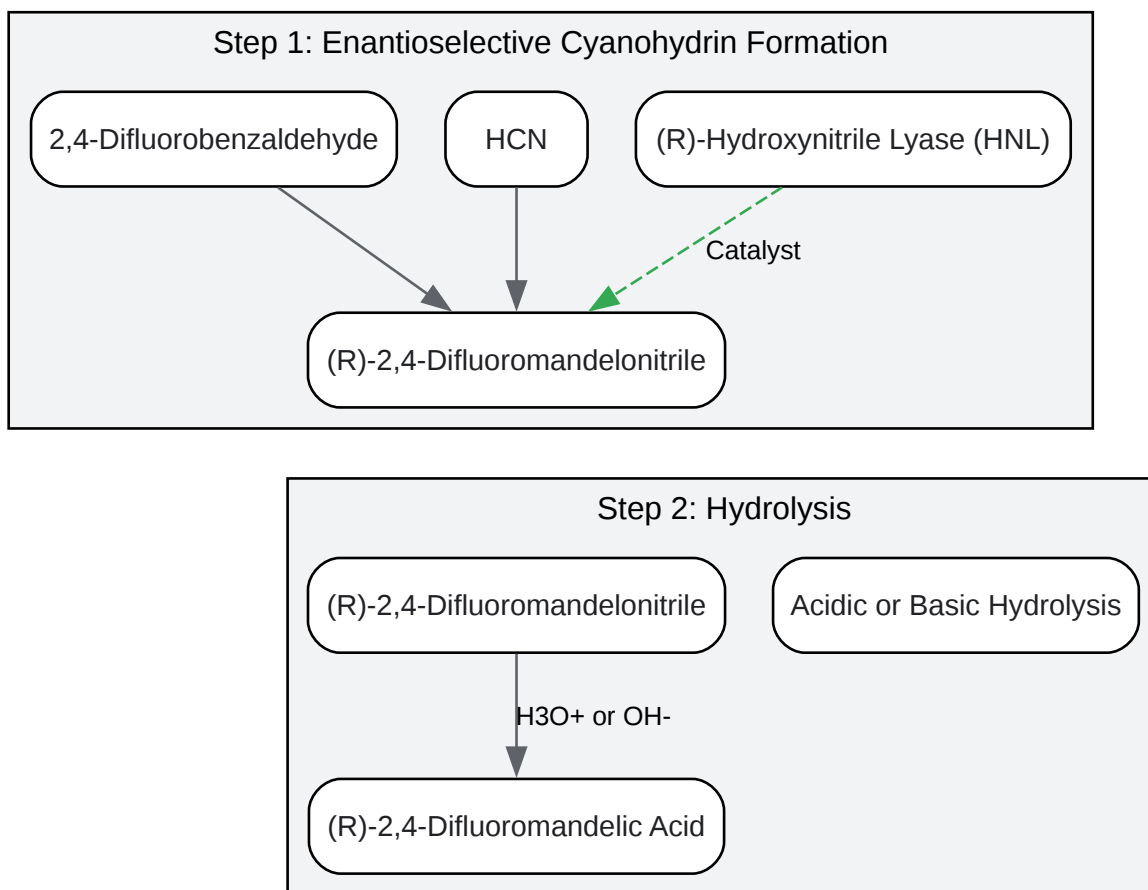 Step 1: Enantioselective Cyanohydrin Formation
2,4-Difluorobenzaldehyde
HCN
(R)-Hydroxynitrile Lyase (HNL)
Catalyst
(R)-2,4-Difluoromandelonitrile
Step 2: Hydrolysis
(R)-2,4-Difluoromandelonitrile
Acidic or Basic Hydrolysis
H3O+ or OH-
(R)-2,4-Difluoromandelic Acid